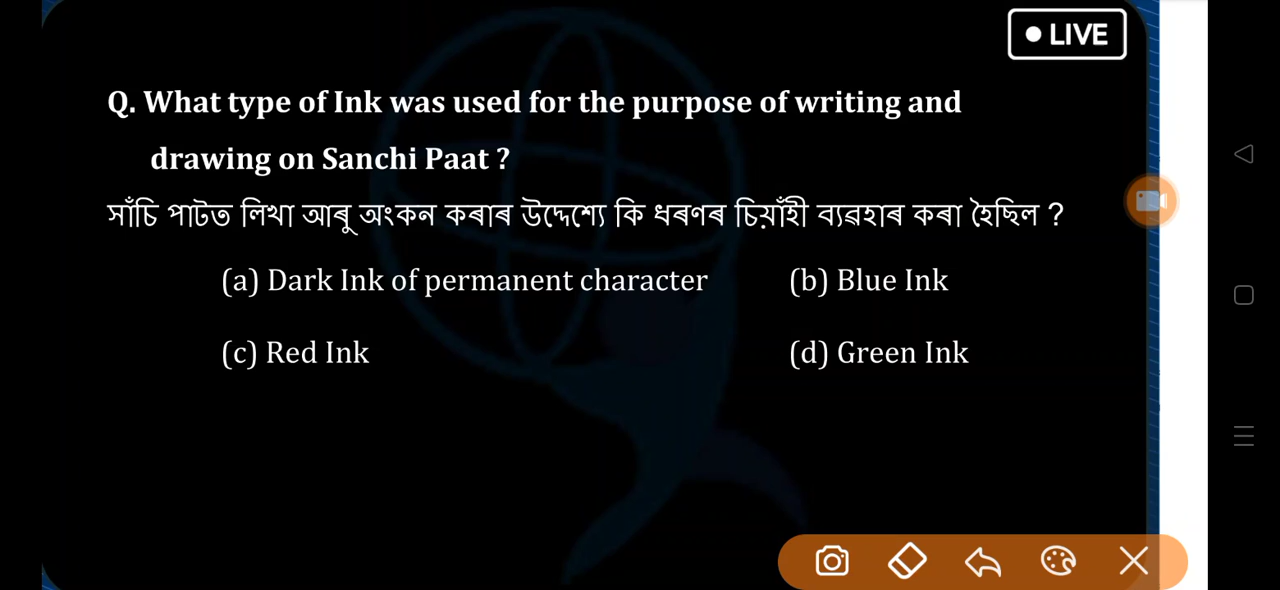 LIVE
Q. What type of Ink was used for the purpose of writing and
drawing on Sanchi Paat ?
সাঁচি পাটত লিখা আৰু অংকন কৰাৰ উদ্দেশ্যে কি ধৰণৰ চিয়াঁহী ব্যৱহাৰ কৰা হৈছিল ?
(a) Dark Ink of permanent character (b) Blue Ink
(c) Red Ink (d) Green Ink